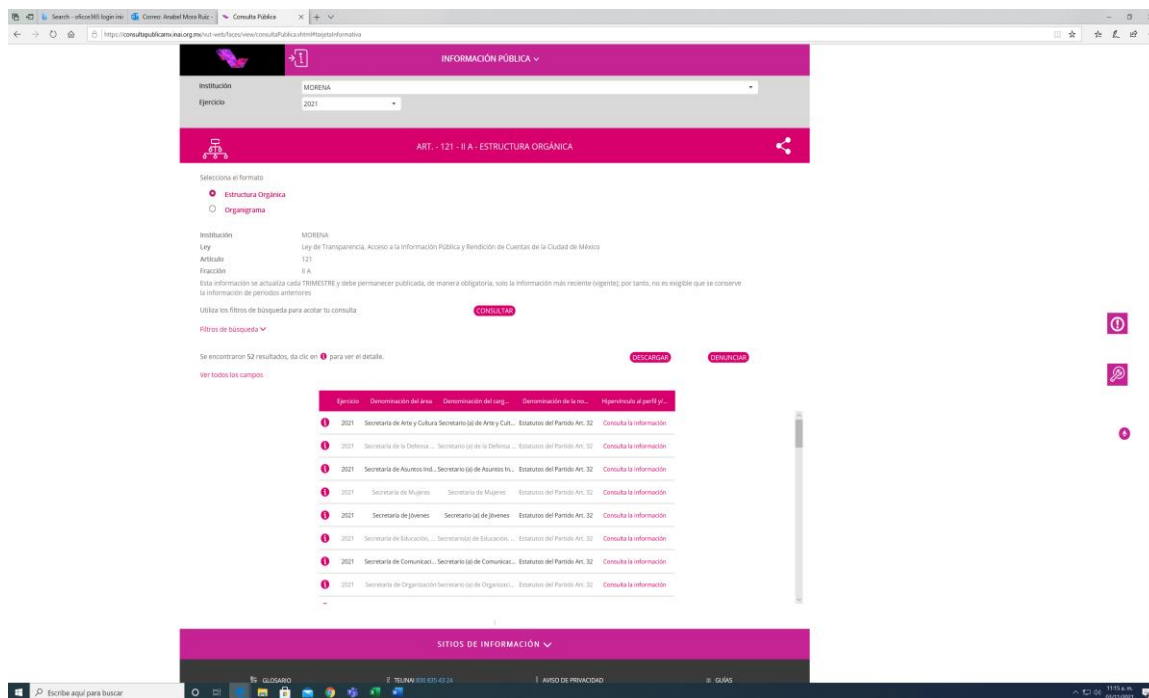 Search - oficce365 login inic
Correo: Anabel Mora Ruiz -
Consulta Pública
https://consultapublicamx.inai.org.mx/vut-web/faces/view/consultaPublica.xhtml#tarjetaInformativa
INFORMACIÓN PÚBLICA
Institución MORENA
Ejercicio 2021
ART. - 121 - II A - ESTRUCTURA ORGÁNICA
Selecciona el formato
Estructura Orgánica
Organigrama
Institución MORENA
Ley Ley de Transparencia, Acceso a la Información Pública y Rendición de Cuentas de la Ciudad de México
Artículo 121
Fracción II A
Esta información se actualiza cada TRIMESTRE y debe permanecer publicada, de manera obligatoria, solo la información más reciente (vigente); por tanto, no es exigible que se conserve
la información de periodos anteriores
Utiliza los filtros de búsqueda para acotar tu consulta CONSULTAR
Filtros de búsqueda
Se encontraron 52 resultados, da clic en i para ver el detalle. DESCARGAR DENUNCIAR
Ver todos los campos
Ejercicio Denominación del área Denominación del carg... Denominación de la no... Hipervínculo al perfil y/...
2021 Secretaría de Arte y Cultura Secretario (a) de Arte y Cult... Estatutos del Partido Art. 32 Consulta la información
2021 Secretaría de la Defensa ... Secretario (a) de la Defensa ... Estatutos del Partido Art. 32 Consulta la información
2021 Secretaría de Asuntos Ind... Secretario (a) de Asuntos In... Estatutos del Partido Art. 32 Consulta la información
2021 Secretaría de Mujeres Secretaria de Mujeres Estatutos del Partido Art. 32 Consulta la información
2021 Secretaría de Jóvenes Secretario (a) de Jóvenes Estatutos del Partido Art. 32 Consulta la información
2021 Secretaría de Educación, ... Secretario(a) de Educación, ... Estatutos del Partido Art. 32 Consulta la información
2021 Secretaría de Comunicaci... Secretario (a) de Comunicac... Estatutos del Partido Art. 32 Consulta la información
2021 Secretaría de Organización Secretario (a) de Organizaci... Estatutos del Partido Art. 32 Consulta la información
1
SITIOS DE INFORMACIÓN
GLOSARIO TELINAI 800 835 43 24 AVISO DE PRIVACIDAD GUÍAS
Escribe aquí para buscar
11:15 a. m.